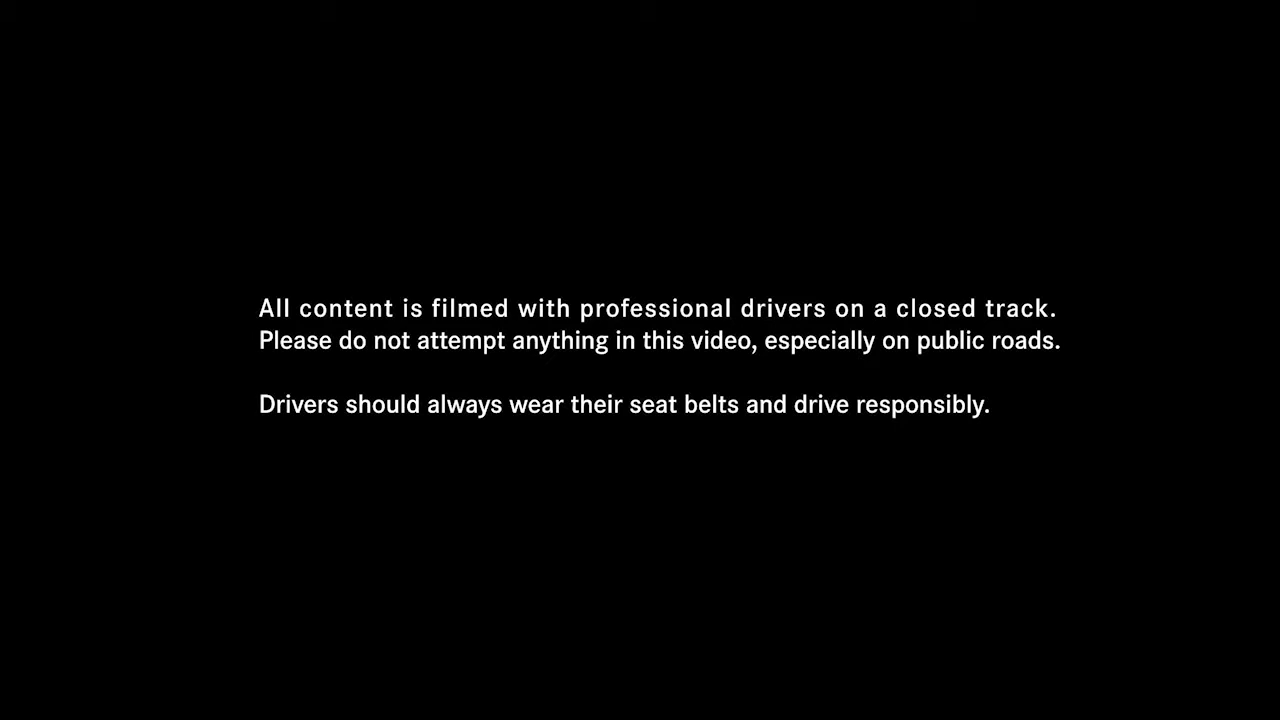 All content is filmed with professional drivers on a closed track.
Please do not attempt anything in this video, especially on public roads.
Drivers should always wear their seat belts and drive responsibly.